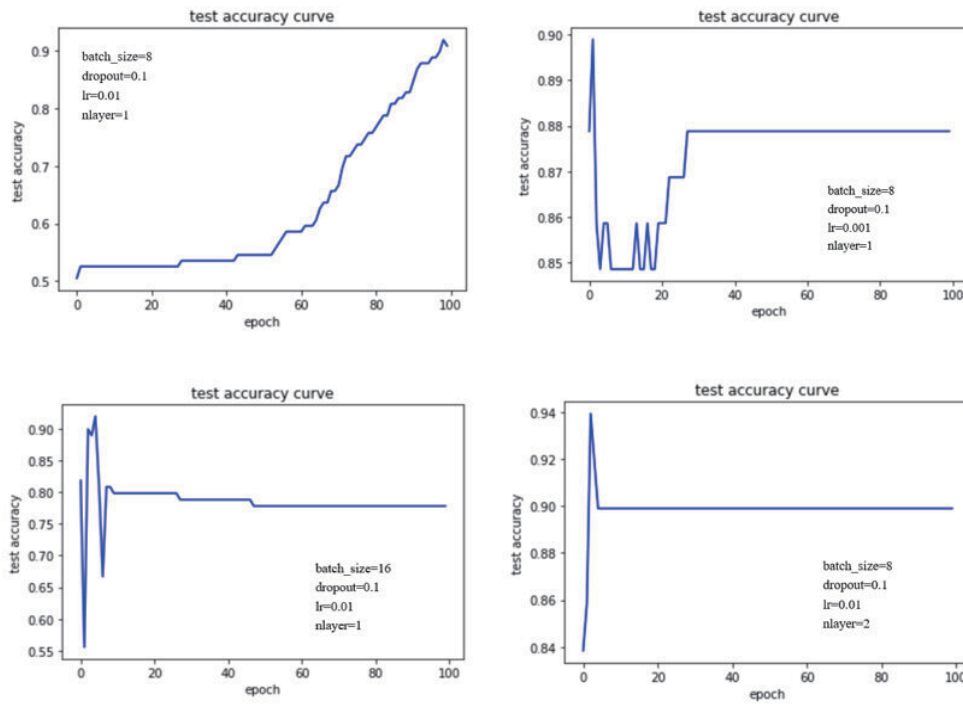 test accuracy curve
test accuracy
0.9
0.8
0.7
0.6
0.5
batch_size=8
dropout=0.1
lr=0.01
nlayer=1
0 20 40 60 80 100
epoch
test accuracy curve
test accuracy
0.90
0.89
0.88
0.87
0.86
0.85
batch_size=8
dropout=0.1
lr=0.001
nlayer=1
0 20 40 60 80 100
epoch
test accuracy curve
test accuracy
0.90
0.85
0.80
0.75
0.70
0.65
0.60
0.55
batch_size=16
dropout=0.1
lr=0.01
nlayer=1
0 20 40 60 80 100
epoch
test accuracy curve
test accuracy
0.94
0.92
0.90
0.88
0.86
0.84
batch_size=8
dropout=0.1
lr=0.01
nlayer=2
0 20 40 60 80 100
epoch